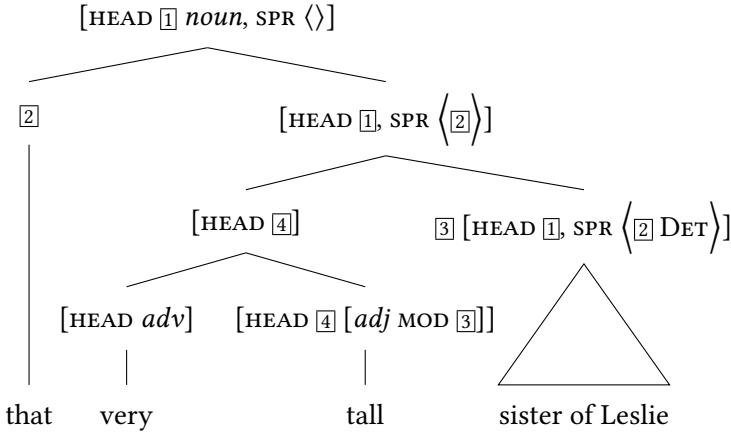 [HEAD 1 noun, SPR ⟨⟩]
2 [HEAD 1, SPR ⟨2⟩]
[HEAD 4] 3 [HEAD 1, SPR ⟨2 DET⟩]
[HEAD adv] [HEAD 4 [adj MOD 3]]
that very tall sister of Leslie